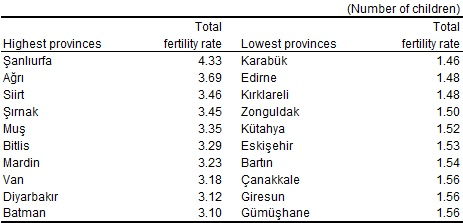 (Number of children)
Total Total
Highest provinces fertility rate Lowest provinces fertility rate
Şanlıurfa 4.33 Karabük 1.46
Ağrı 3.69 Edirne 1.48
Siirt 3.46 Kırklareli 1.48
Şırnak 3.45 Zonguldak 1.50
Muş 3.35 Kütahya 1.52
Bitlis 3.29 Eskişehir 1.53
Mardin 3.23 Bartın 1.54
Van 3.18 Çanakkale 1.56
Diyarbakır 3.12 Giresun 1.56
Batman 3.10 Gümüşhane 1.56